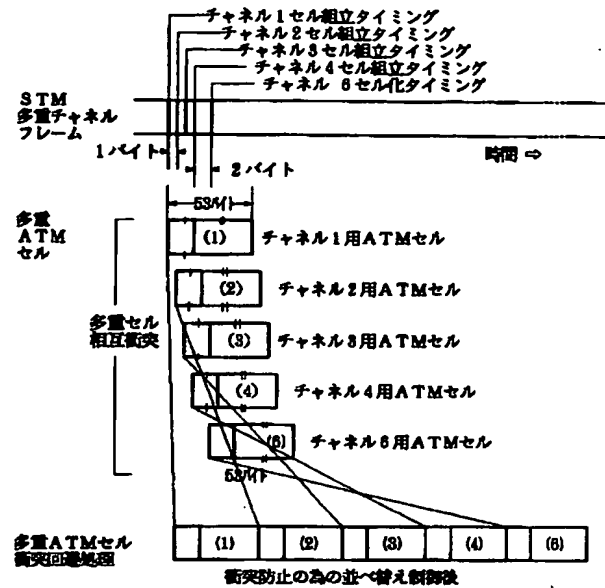 チャネル1セル組立タイミング
チャネル2セル組立タイミング
チャネル3セル組立タイミング
チャネル4セル組立タイミング
チャネル 6セル化タイミング
STM
多重チャネル
フレーム
1バイト
2バイト
時間 ⇨
53バイト
多重
ATM
セル
(1)
チャネル1用ATMセル
(2)
チャネル2用ATMセル
多重セル
相互衝突
(3)
チャネル3用ATMセル
(4)
チャネル4用ATMセル
(6)
チャネル6用ATMセル
53バイト
多重ATMセル
衝突回避処理
(1)
(2)
(3)
(4)
(6)
衝突防止の為の並べ替え制御後